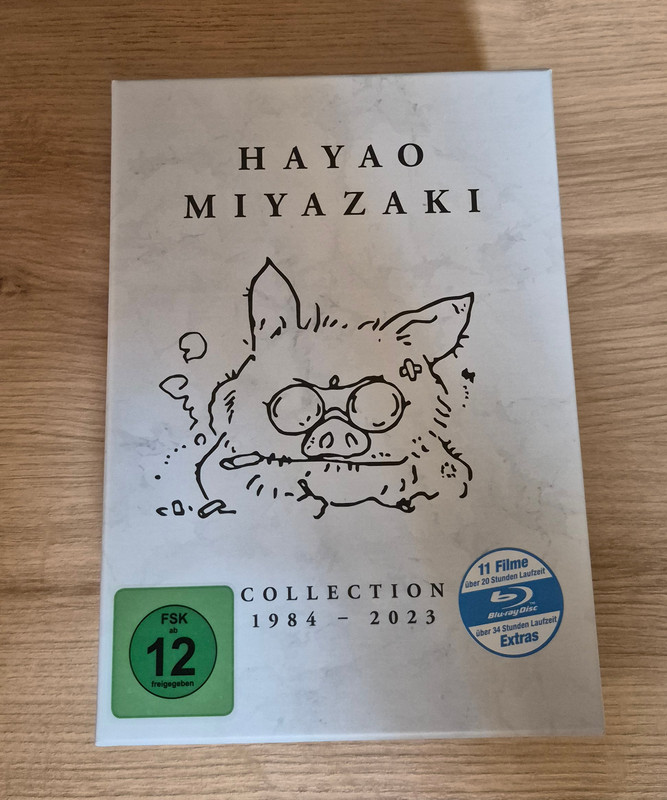 HAYAO
MIYAZAKI
COLLECTION
1984 – 2023
FSK
ab
12
freigegeben
11 Filme
über 20 Stunden Laufzeit
Blu-ray Disc
über 34 Stunden Laufzeit
Extras